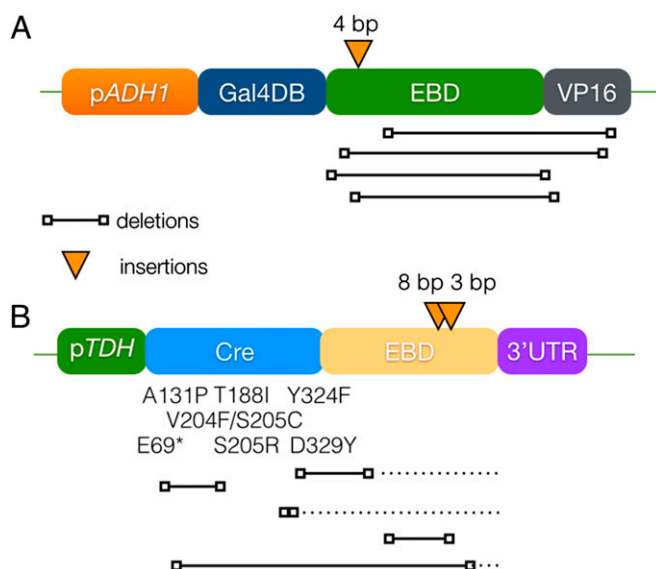 A
4 bp
pADH1 Gal4DB EBD VP16
deletions
insertions
8 bp 3 bp
B
pTDH Cre EBD 3'UTR
A131P T188I Y324F
V204F/S205C
E69* S205R D329Y